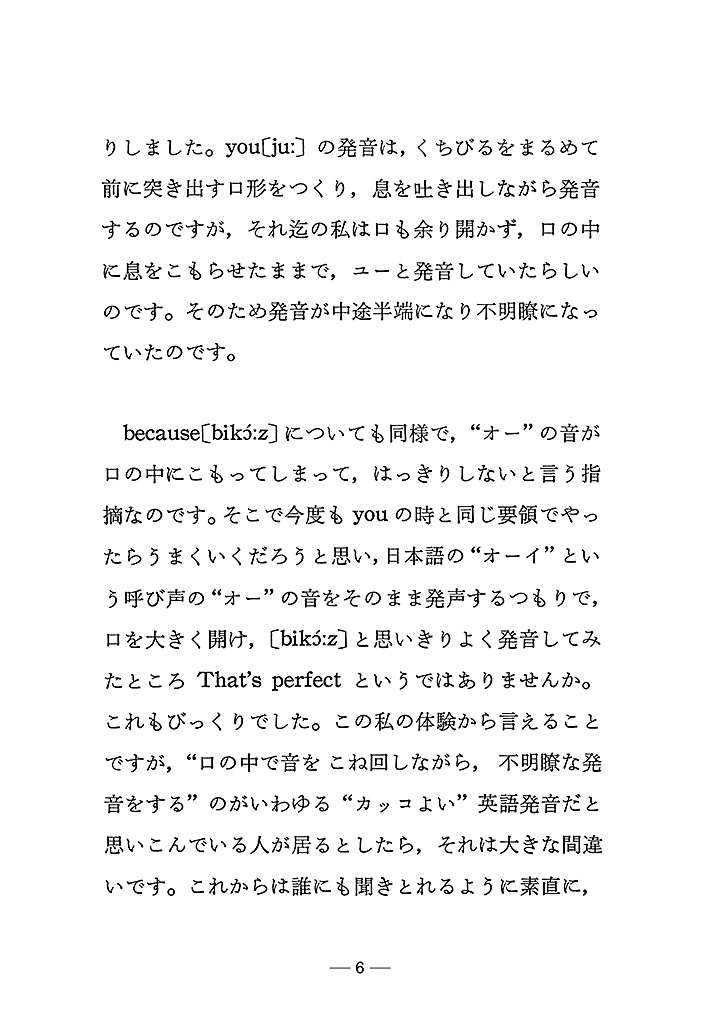 りしました。you〔ju:〕の発音は，くちびるをまるめて
前に突き出す口形をつくり，息を吐き出しながら発音
するのですが，それ迄の私は口も余り開かず，口の中
に息をこもらせたままで，ユーと発音していたらしい
のです。そのため発音が中途半端になり不明瞭になっ
ていたのです。
because〔bikɔ́:z〕についても同様で，“オー”の音が
口の中にこもってしまって，はっきりしないと言う指
摘なのです。そこで今度も you の時と同じ要領でやっ
たらうまくいくだろうと思い，日本語の“オーイ”とい
う呼び声の“オー”の音をそのまま発声するつもりで，
口を大きく開け，〔bikɔ́:z〕と思いきりよく発音してみ
たところ That’s perfect というではありませんか。
これもびっくりでした。この私の体験から言えること
ですが，“口の中で音を こね回しながら， 不明瞭な発
音をする”のがいわゆる“カッコよい”英語発音だと
思いこんでいる人が居るとしたら，それは大きな間違
いです。これからは誰にも聞きとれるように素直に，
— 6 —